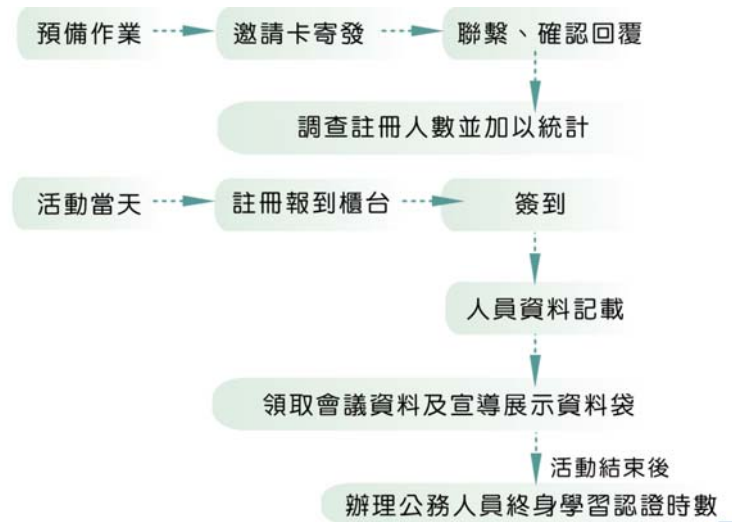 預備作業 邀請卡寄發 聯繫、確認回覆
調查註冊人數並加以統計
活動當天 註冊報到櫃台 簽到
人員資料記載
領取會議資料及宣導展示資料袋
活動結束後
辦理公務人員終身學習認證時數